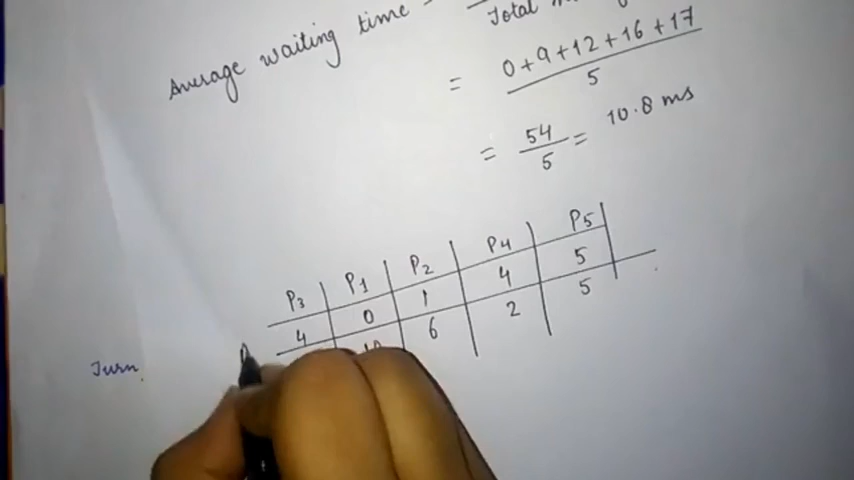 Total
Average waiting time =
= 0+9+12+16+17
5
= 54 = 10.8 ms
5
P3 P1 P2 P4 P5
4 0 1 4 5
6 2 5
Turn